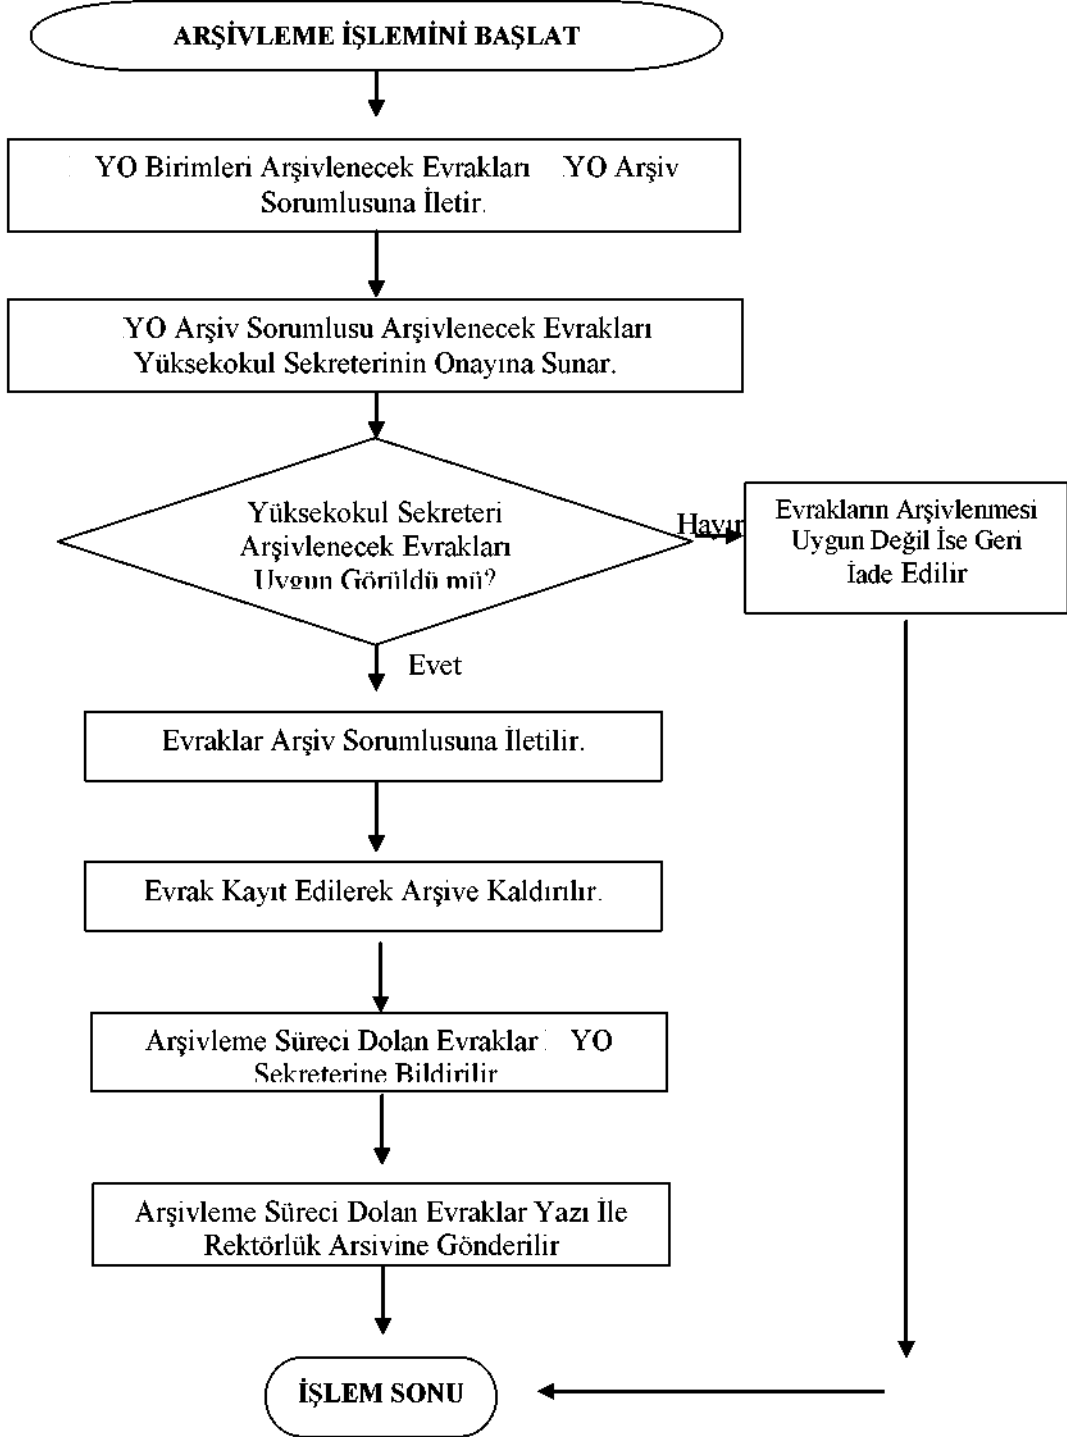 ARŞİVLEME İŞLEMİNİ BAŞLAT
YO Birimleri Arşivlenecek Evrakları YO Arşiv
Sorumlusuna İletir.
YO Arşiv Sorumlusu Arşivlenecek Evrakları
Yüksekokul Sekreterinin Onayına Sunar.
Yüksekokul Sekreteri
Arşivlenecek Evrakları
Uygun Görüldü mü?
Hayır
Evrakların Arşivlenmesi
Uygun Değil İse Geri
İade Edilir
Evet
Evraklar Arşiv Sorumlusuna İletilir.
Evrak Kayıt Edilerek Arşive Kaldırılır.
Arşivleme Süreci Dolan Evraklar YO
Sekreterine Bildirilir
Arşivleme Süreci Dolan Evraklar Yazı İle
Rektörlük Arsivine Gönderilir
İŞLEM SONU